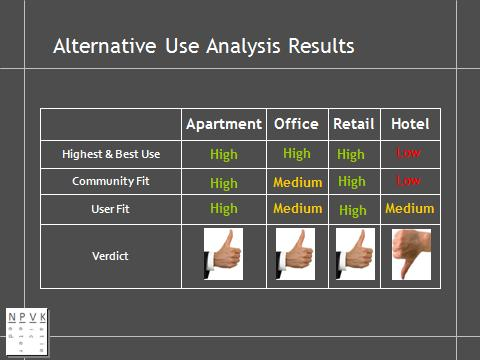 Alternative Use Analysis Results
Apartment Office Retail Hotel
Highest & Best Use High High High Low
Community Fit High Medium High Low
User Fit High Medium High Medium
Verdict
N P V K